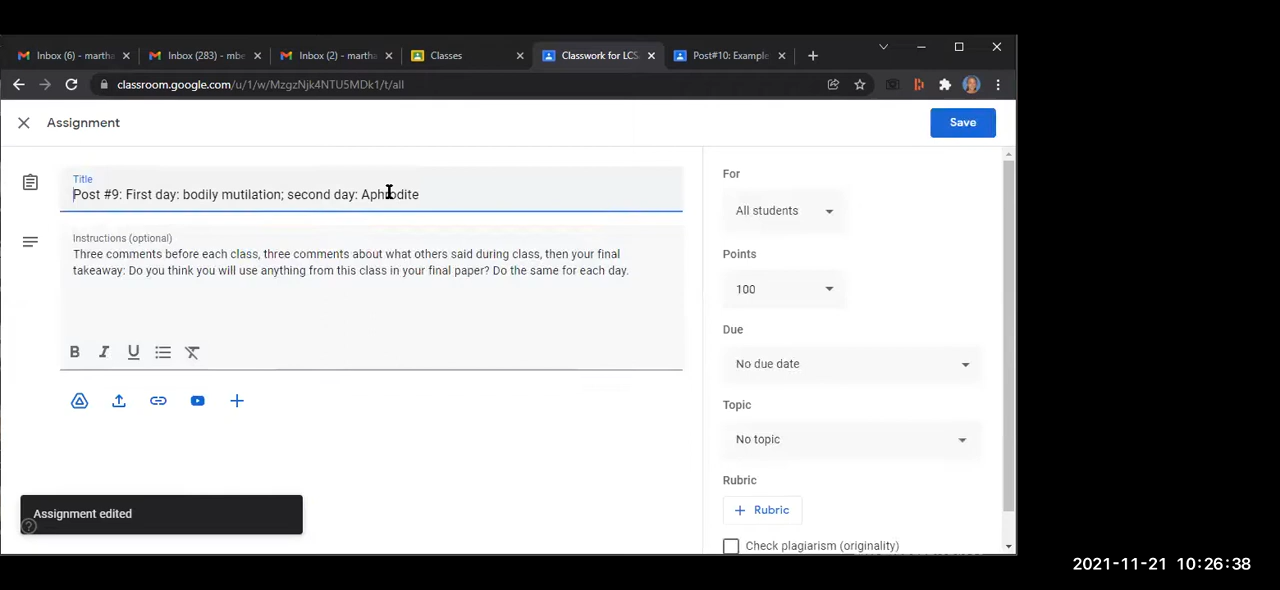 Inbox (6) - martha
Inbox (283) - mbe
Inbox (2) - martha
Classes
Classwork for LCS
Post#10: Example
classroom.google.com/u/1/w/MzgzNjk4NTU5MDk1/t/all
Assignment
Save
Title
Post #9: First day: bodily mutilation; second day: Aphrodite
Instructions (optional)
Three comments before each class, three comments about what others said during class, then your final
takeaway: Do you think you will use anything from this class in your final paper? Do the same for each day.
B I U
For
All students
Points
100
Due
No due date
Topic
No topic
Rubric
+ Rubric
Check plagiarism (originality)
Assignment edited
2021-11-21 10:26:38